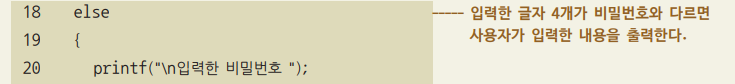 18 else
19 {
20 printf("\n입력한 비밀번호 ");
입력한 글자 4개가 비밀번호와 다르면
사용자가 입력한 내용을 출력한다.